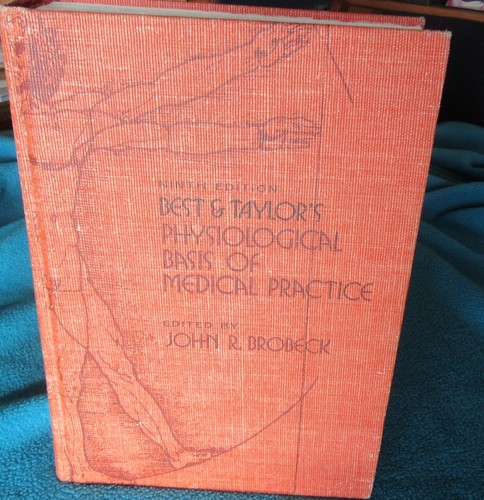 NINTH EDITION
BEST & TAYLOR'S
PHYSIOLOGICAL
BASIS OF
MEDICAL PRACTICE
EDITED BY
JOHN R. BROBECK